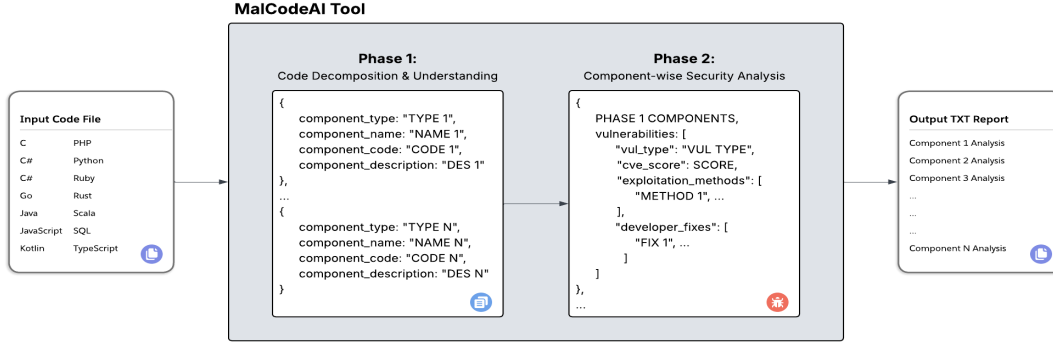 MalCodeAI Tool
Input Code File
C PHP
C# Python
C# Ruby
Go Rust
Java Scala
JavaScript SQL
Kotlin TypeScript
Phase 1:
Code Decomposition & Understanding
{
component_type: "TYPE 1",
component_name: "NAME 1",
component_code: "CODE 1",
component_description: "DES 1"
},
...
{
component_type: "TYPE N",
component_name: "NAME N",
component_code: "CODE N",
component_description: "DES N"
}
Phase 2:
Component-wise Security Analysis
{
PHASE 1 COMPONENTS,
vulnerabilities: [
"vul_type": "VUL TYPE",
"cve_score": SCORE,
"exploitation_methods": [
"METHOD 1", ...
],
"developer_fixes": [
"FIX 1", ...
]
]
},
...
Output TXT Report
Component 1 Analysis
Component 2 Analysis
Component 3 Analysis
...
...
...
Component N Analysis